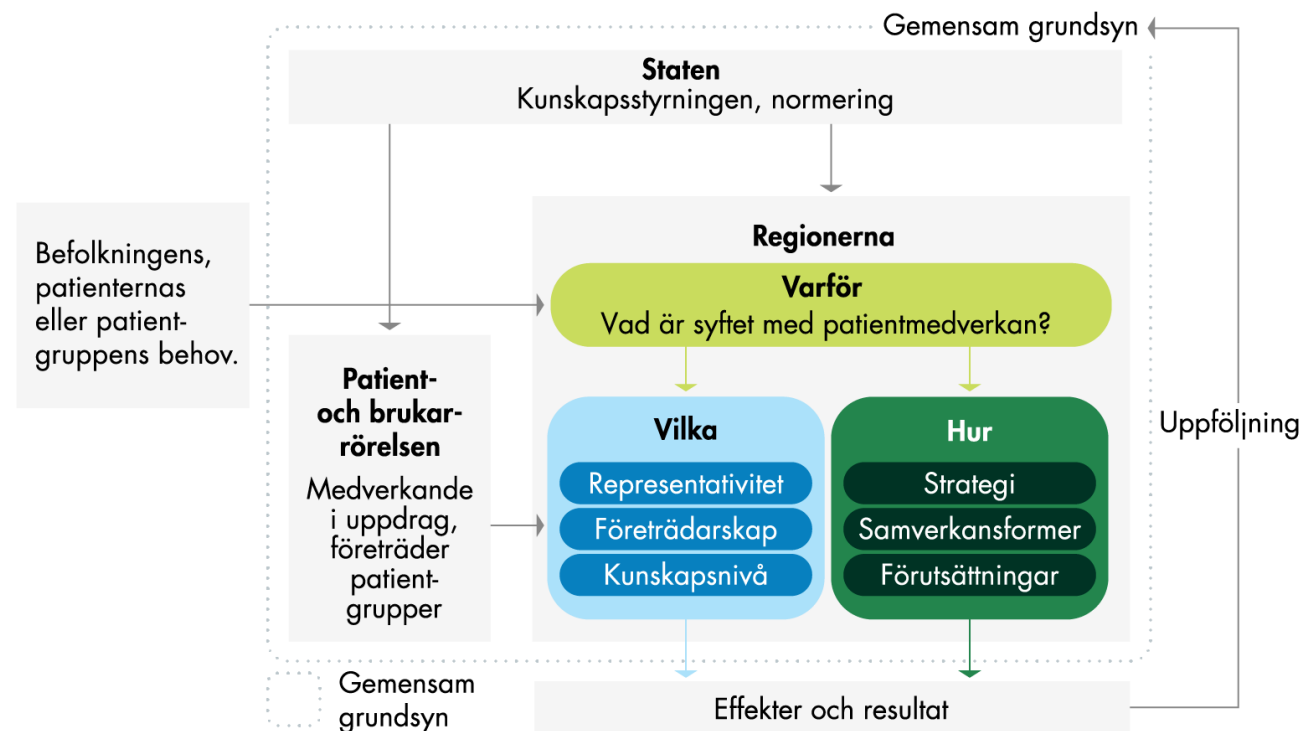 Gemensam grundsyn
Staten
Kunskapsstyrningen, normering
Befolkningens,
patienternas
eller patient-
gruppens behov.
Regionerna
Varför
Vad är syftet med patientmedverkan?
Patient-
och brukar-
rörelsen
Medverkande
i uppdrag,
företräder
patient-
grupper
Vilka
Representativitet
Företrädarskap
Kunskapsnivå
Hur
Strategi
Samverkansformer
Förutsättningar
Uppföljning
Gemensam
grundsyn
Effekter och resultat